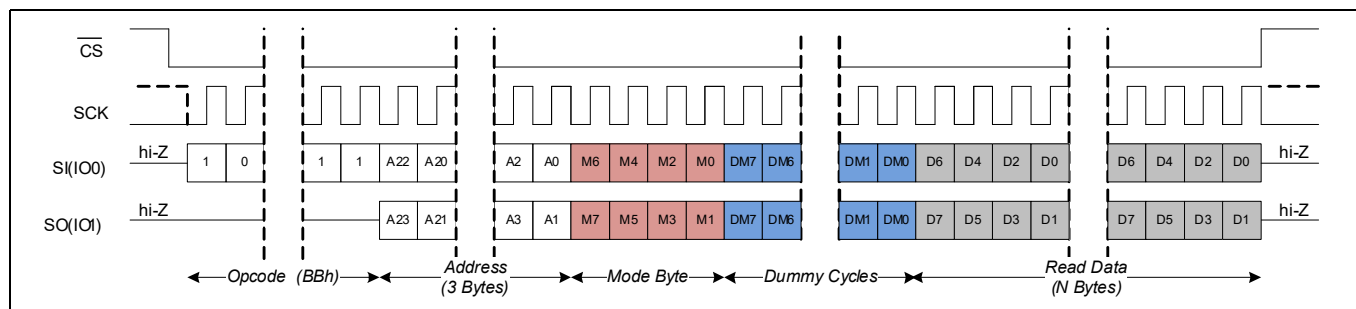 CS
SCK
SI(IO0) hi-Z 1 0 1 1 A22 A20 A2 A0 M6 M4 M2 M0 DM7 DM6 DM1 DM0 D6 D4 D2 D0 D6 D4 D2 D0 hi-Z
SO(IO1) hi-Z A23 A21 A3 A1 M7 M5 M3 M1 DM7 DM6 DM1 DM0 D7 D5 D3 D1 D7 D5 D3 D1 hi-Z
Opcode (BBh) Address Mode Byte Dummy Cycles Read Data
(3 Bytes) (N Bytes)